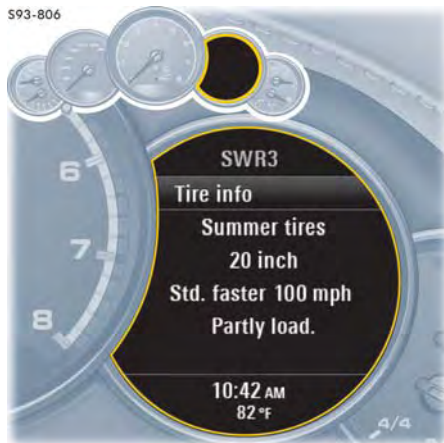 S93-806
SWR3
Tire info
6
Summer tires
20 inch
7
Std. faster 100 mph
Partly load.
8
10:42 AM
82 °F
4/4